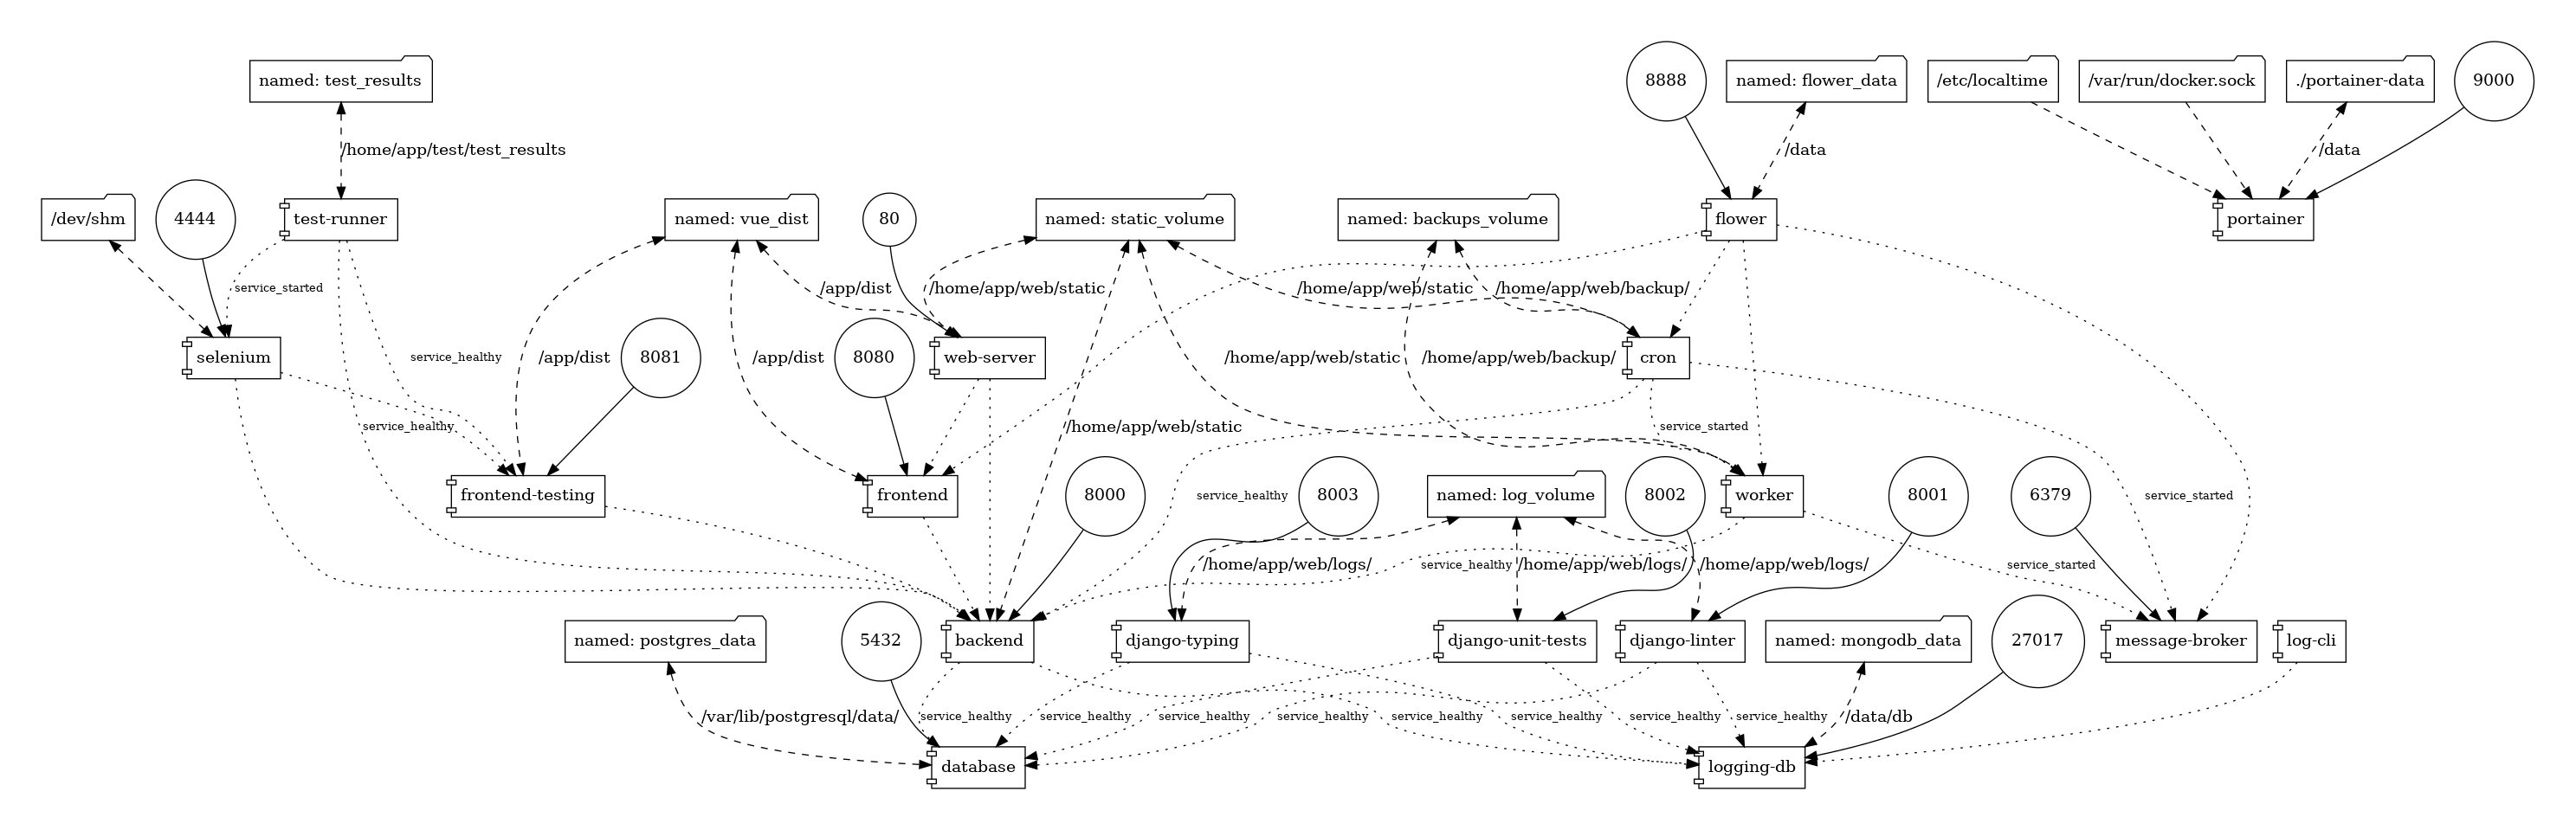 named: test_results
8888
named: flower_data
/etc/localtime
/var/run/docker.sock
./portainer-data
9000
/home/app/test/test_results
/data
/data
/dev/shm
4444
test-runner
named: vue_dist
80
named: static_volume
named: backups_volume
flower
portainer
service_started
/app/dist
/home/app/web/static
/home/app/web/static
/home/app/web/backup/
selenium
service_healthy
/app/dist
8081
/app/dist
8080
web-server
/home/app/web/static
/home/app/web/backup/
cron
service_healthy
/home/app/web/static
service_started
frontend-testing
frontend
8000
service_healthy
8003
named: log_volume
8002
worker
8001
6379
service_started
/home/app/web/logs/
service_healthy
/home/app/web/logs/
/home/app/web/logs/
service_started
named: postgres_data
5432
backend
django-typing
django-unit-tests
django-linter
named: mongodb_data
27017
message-broker
log-cli
/var/lib/postgresql/data/
service_healthy
service_healthy
service_healthy
service_healthy
service_healthy
service_healthy
service_healthy
service_healthy
/data/db
database
logging-db